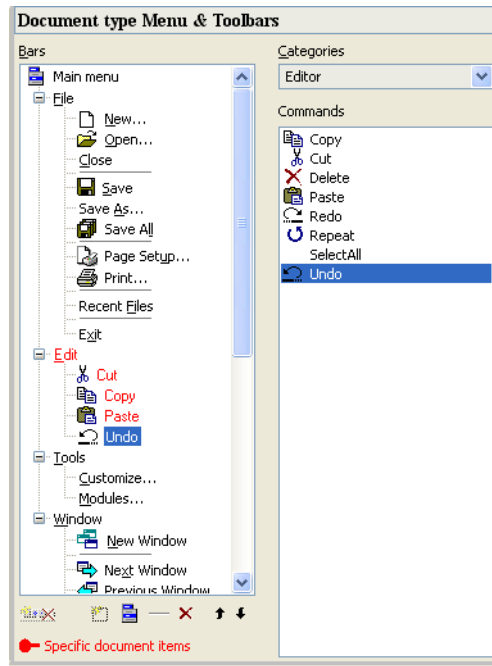 Document type Menu & Toolbars
Bars
Main menu
File
New...
Open...
Close
Save
Save As...
Save All
Page Setup...
Print...
Recent Files
Exit
Edit
Cut
Copy
Paste
Undo
Tools
Customize...
Modules...
Window
New Window
Next Window
Previous Window
Specific document items
Categories
Editor
Commands
Copy
Cut
Delete
Paste
Redo
Repeat
SelectAll
Undo